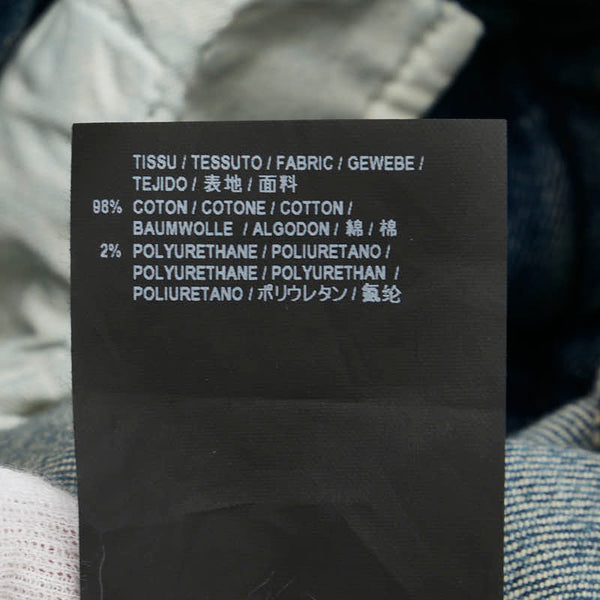 TISSU / TESSUTO / FABRIC / GEWEBE /
TEJIDO / 表地 / 面料
98% COTON / COTONE / COTTON /
BAUMWOLLE / ALGODON / 綿 / 棉
2% POLYURETHANE / POLIURETANO /
POLYURETHANE / POLYURETHAN /
POLIURETANO / ポリウレタン / 氨纶